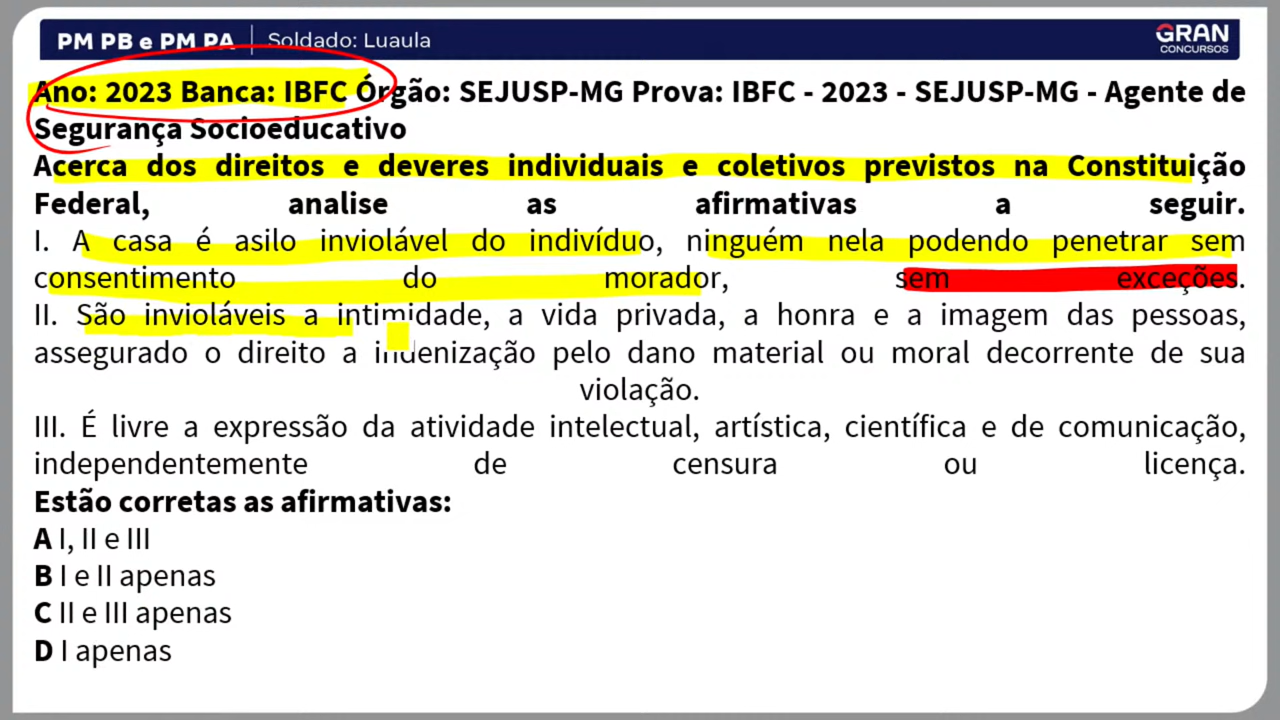 PM PB e PM PA | Soldado: Luaula
GRAN
CONCURSOS
Ano: 2023 Banca: IBFC Órgão: SEJUSP-MG Prova: IBFC - 2023 - SEJUSP-MG - Agente de
Segurança Socioeducativo
Acerca dos direitos e deveres individuais e coletivos previstos na Constituição
Federal, analise as afirmativas a seguir.
I. A casa é asilo inviolável do indivíduo, ninguém nela podendo penetrar sem
consentimento do morador, sem exceções.
II. São invioláveis a intimidade, a vida privada, a honra e a imagem das pessoas,
assegurado o direito a indenização pelo dano material ou moral decorrente de sua
violação.
III. É livre a expressão da atividade intelectual, artística, científica e de comunicação,
independentemente de censura ou licença.
Estão corretas as afirmativas:
A I, II e III
B I e II apenas
C II e III apenas
D I apenas